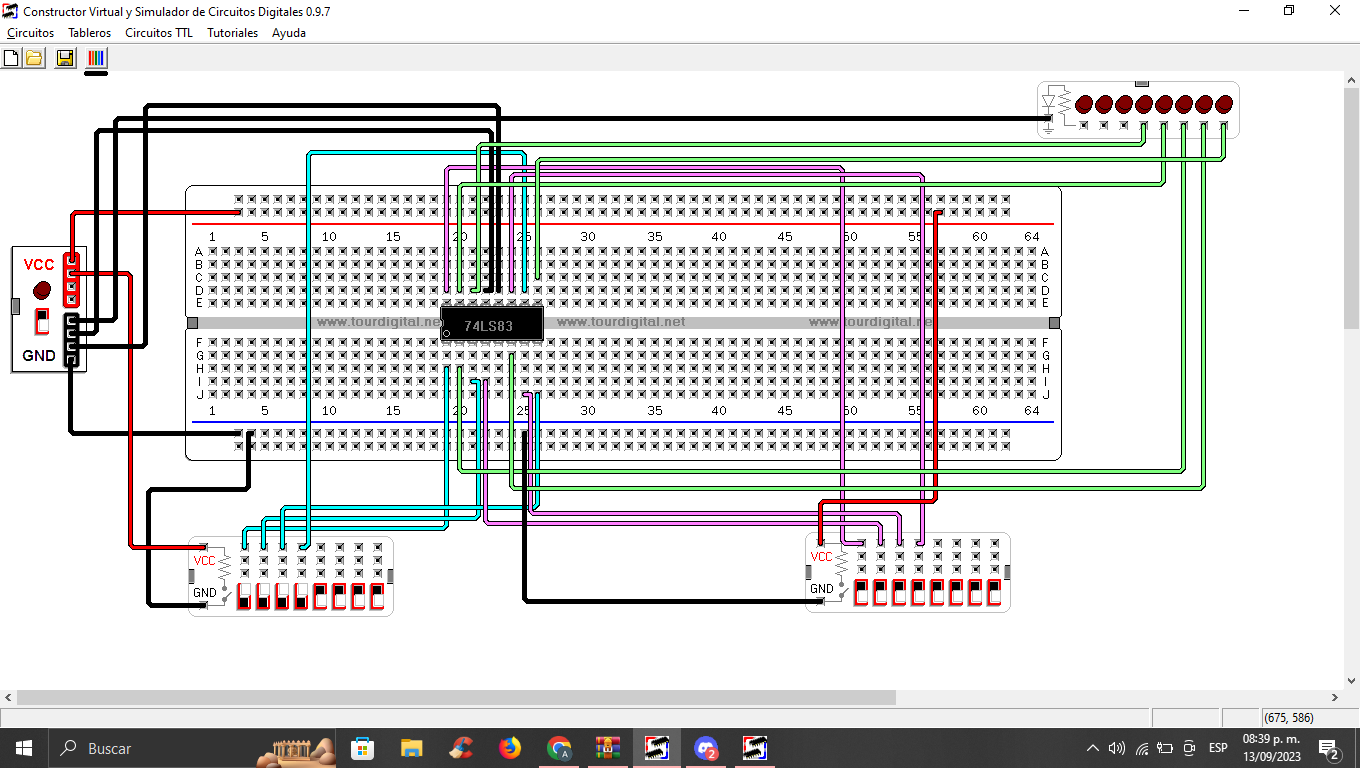 Constructor Virtual y Simulador de Circuitos Digitales 0.9.7
Circuitos Tableros Circuitos TTL Tutoriales Ayuda
1 5 10 15 20 25 30 35 40 45 50 55 60 64
A A
B B
C C
D D
E E
VCC
GND
www.tourdigital.net www.tourdigital.net www.tourdigital.net
74LS83
F F
G G
H H
I I
J J
1 5 10 15 20 25 30 35 40 45 50 55 60 64
VCC
GND
VCC
GND
(675, 586)
Buscar
ESP
08:39 p. m.
13/09/2023
2
A
2